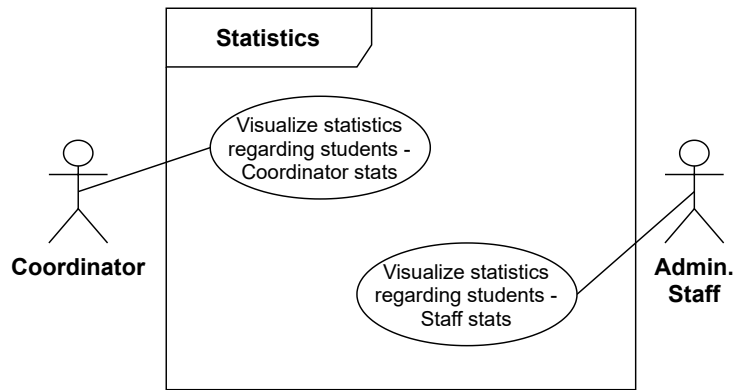 Statistics
Visualize statistics
regarding students -
Coordinator stats
Coordinator
Visualize statistics
regarding students -
Staff stats
Admin.
Staff